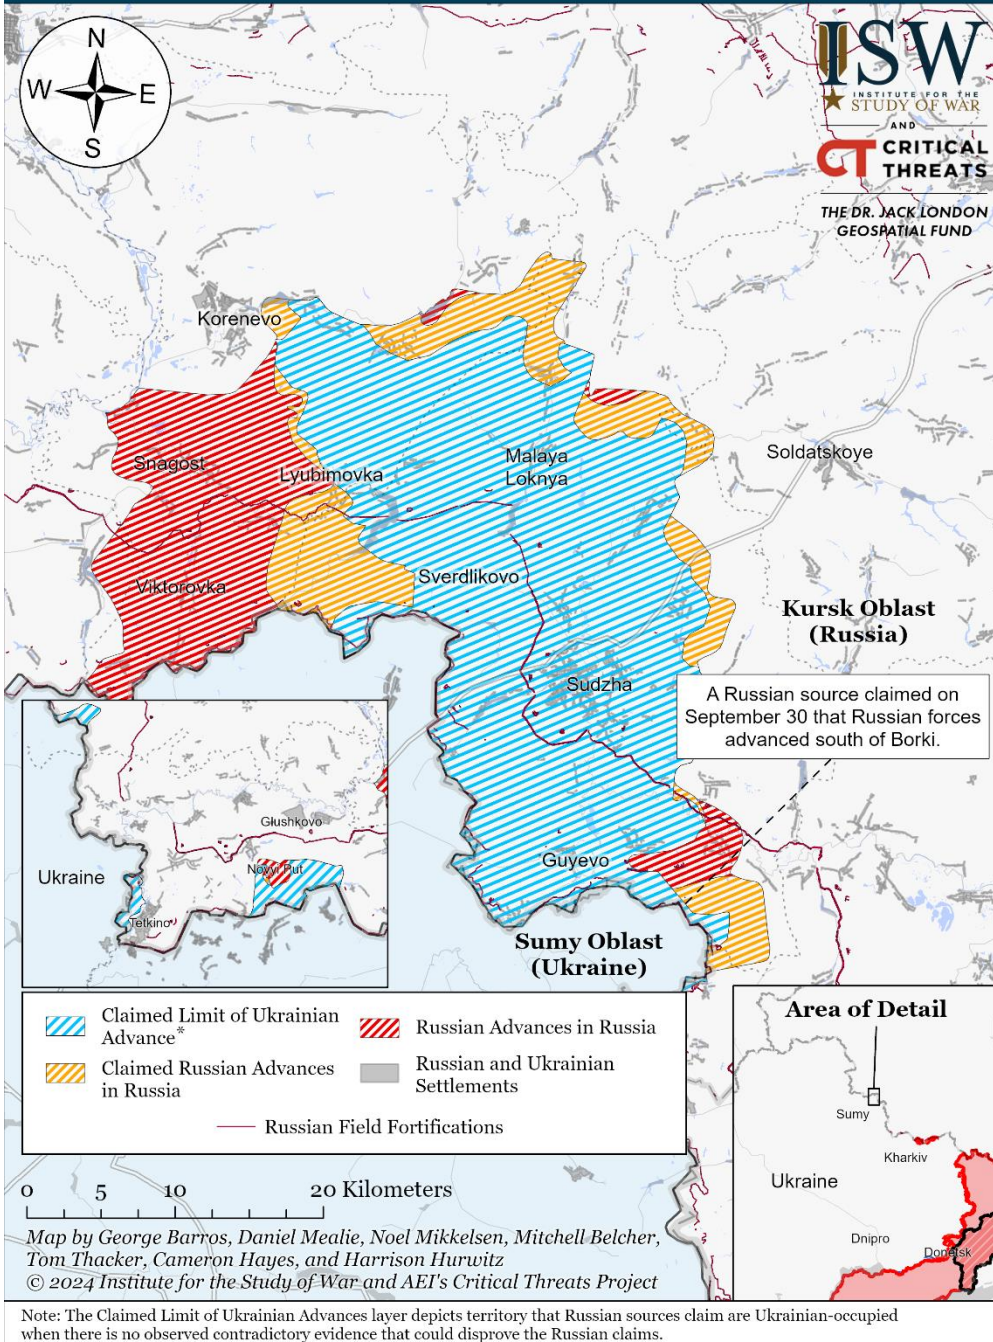 N
W
E
S
ISW
INSTITUTE FOR THE
STUDY OF WAR
AND
CT CRITICAL
THREATS
THE DR. JACK LONDON
GEOSPATIAL FUND
Korenevo
Snagost
Lyubimovka
Malaya
Loknya
Soldatskoye
Viktorovka
Sverdlikovo
Kursk Oblast
(Russia)
Sudzha
A Russian source claimed on
September 30 that Russian forces
advanced south of Borki.
Guyevo
Sumy Oblast
(Ukraine)
Glushkovo
Ukraine
Novyi Put
Tetkino
Claimed Limit of Ukrainian
Advance*
Claimed Russian Advances
in Russia
Russian Advances in Russia
Russian and Ukrainian
Settlements
Russian Field Fortifications
Area of Detail
Sumy
Kharkiv
Ukraine
Dnipro
Donetsk
0 5 10 20 Kilometers
Map by George Barros, Daniel Mealie, Noel Mikkelsen, Mitchell Belcher,
Tom Thacker, Cameron Hayes, and Harrison Hurwitz
© 2024 Institute for the Study of War and AEI's Critical Threats Project
Note: The Claimed Limit of Ukrainian Advances layer depicts territory that Russian sources claim are Ukrainian-occupied
when there is no observed contradictory evidence that could disprove the Russian claims.